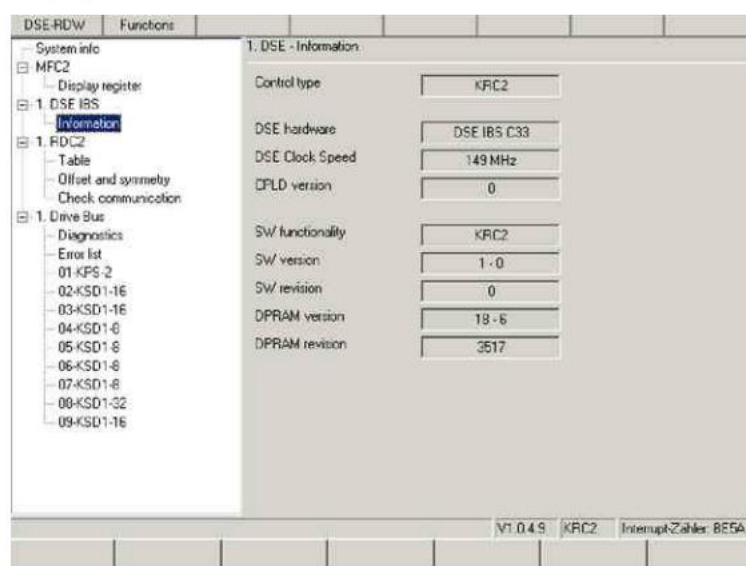 DSE-RDW Functions
System info
MFC2
Display register
1. DSE IBS
Information
1. RDC2
Table
Offset and symmetry
Check communication
1. Drive Bus
Diagnostics
Error list
01-KPS-2
02-KSD1-16
03-KSD1-16
04-KSD1-8
05-KSD1-8
06-KSD1-8
07-KSD1-8
08-KSD1-32
09-KSD1-16
1. DSE - Information
Control type KRC2
DSE hardware DSE IBS C33
DSE Clock Speed 149 MHz
CPLD version 0
SW functionality KRC2
SW version 1 - 0
SW revision 0
DPRAM version 18 - 6
DPRAM revision 3517
V1.0.4.9 KRC2 Interrupt-Zähler: BE5A